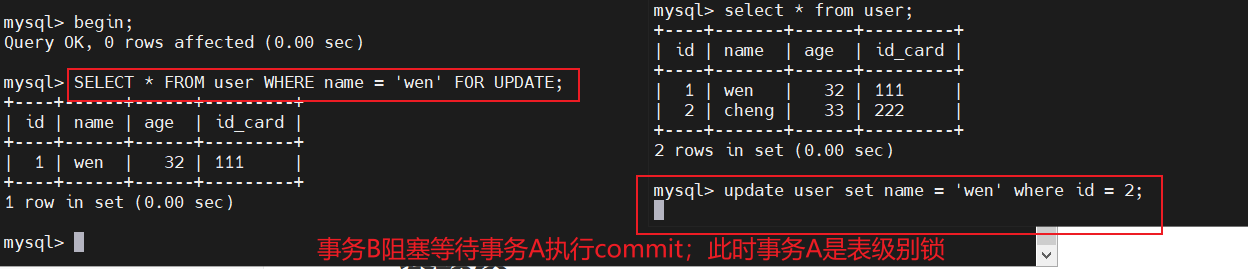 mysql> begin;
Query OK, 0 rows affected (0.00 sec)
mysql> SELECT * FROM user WHERE name = 'wen' FOR UPDATE;
+----+------+------+---------+
| id | name | age | id_card |
+----+------+------+---------+
| 1 | wen | 32 | 111 |
+----+------+------+---------+
1 row in set (0.00 sec)
mysql>
mysql> select * from user;
+----+-------+------+---------+
| id | name | age | id_card |
+----+-------+------+---------+
| 1 | wen | 32 | 111 |
| 2 | cheng | 33 | 222 |
+----+-------+------+---------+
2 rows in set (0.00 sec)
mysql> update user set name = 'wen' where id = 2;
事务B阻塞等待事务A执行commit；此时事务A是表级别锁